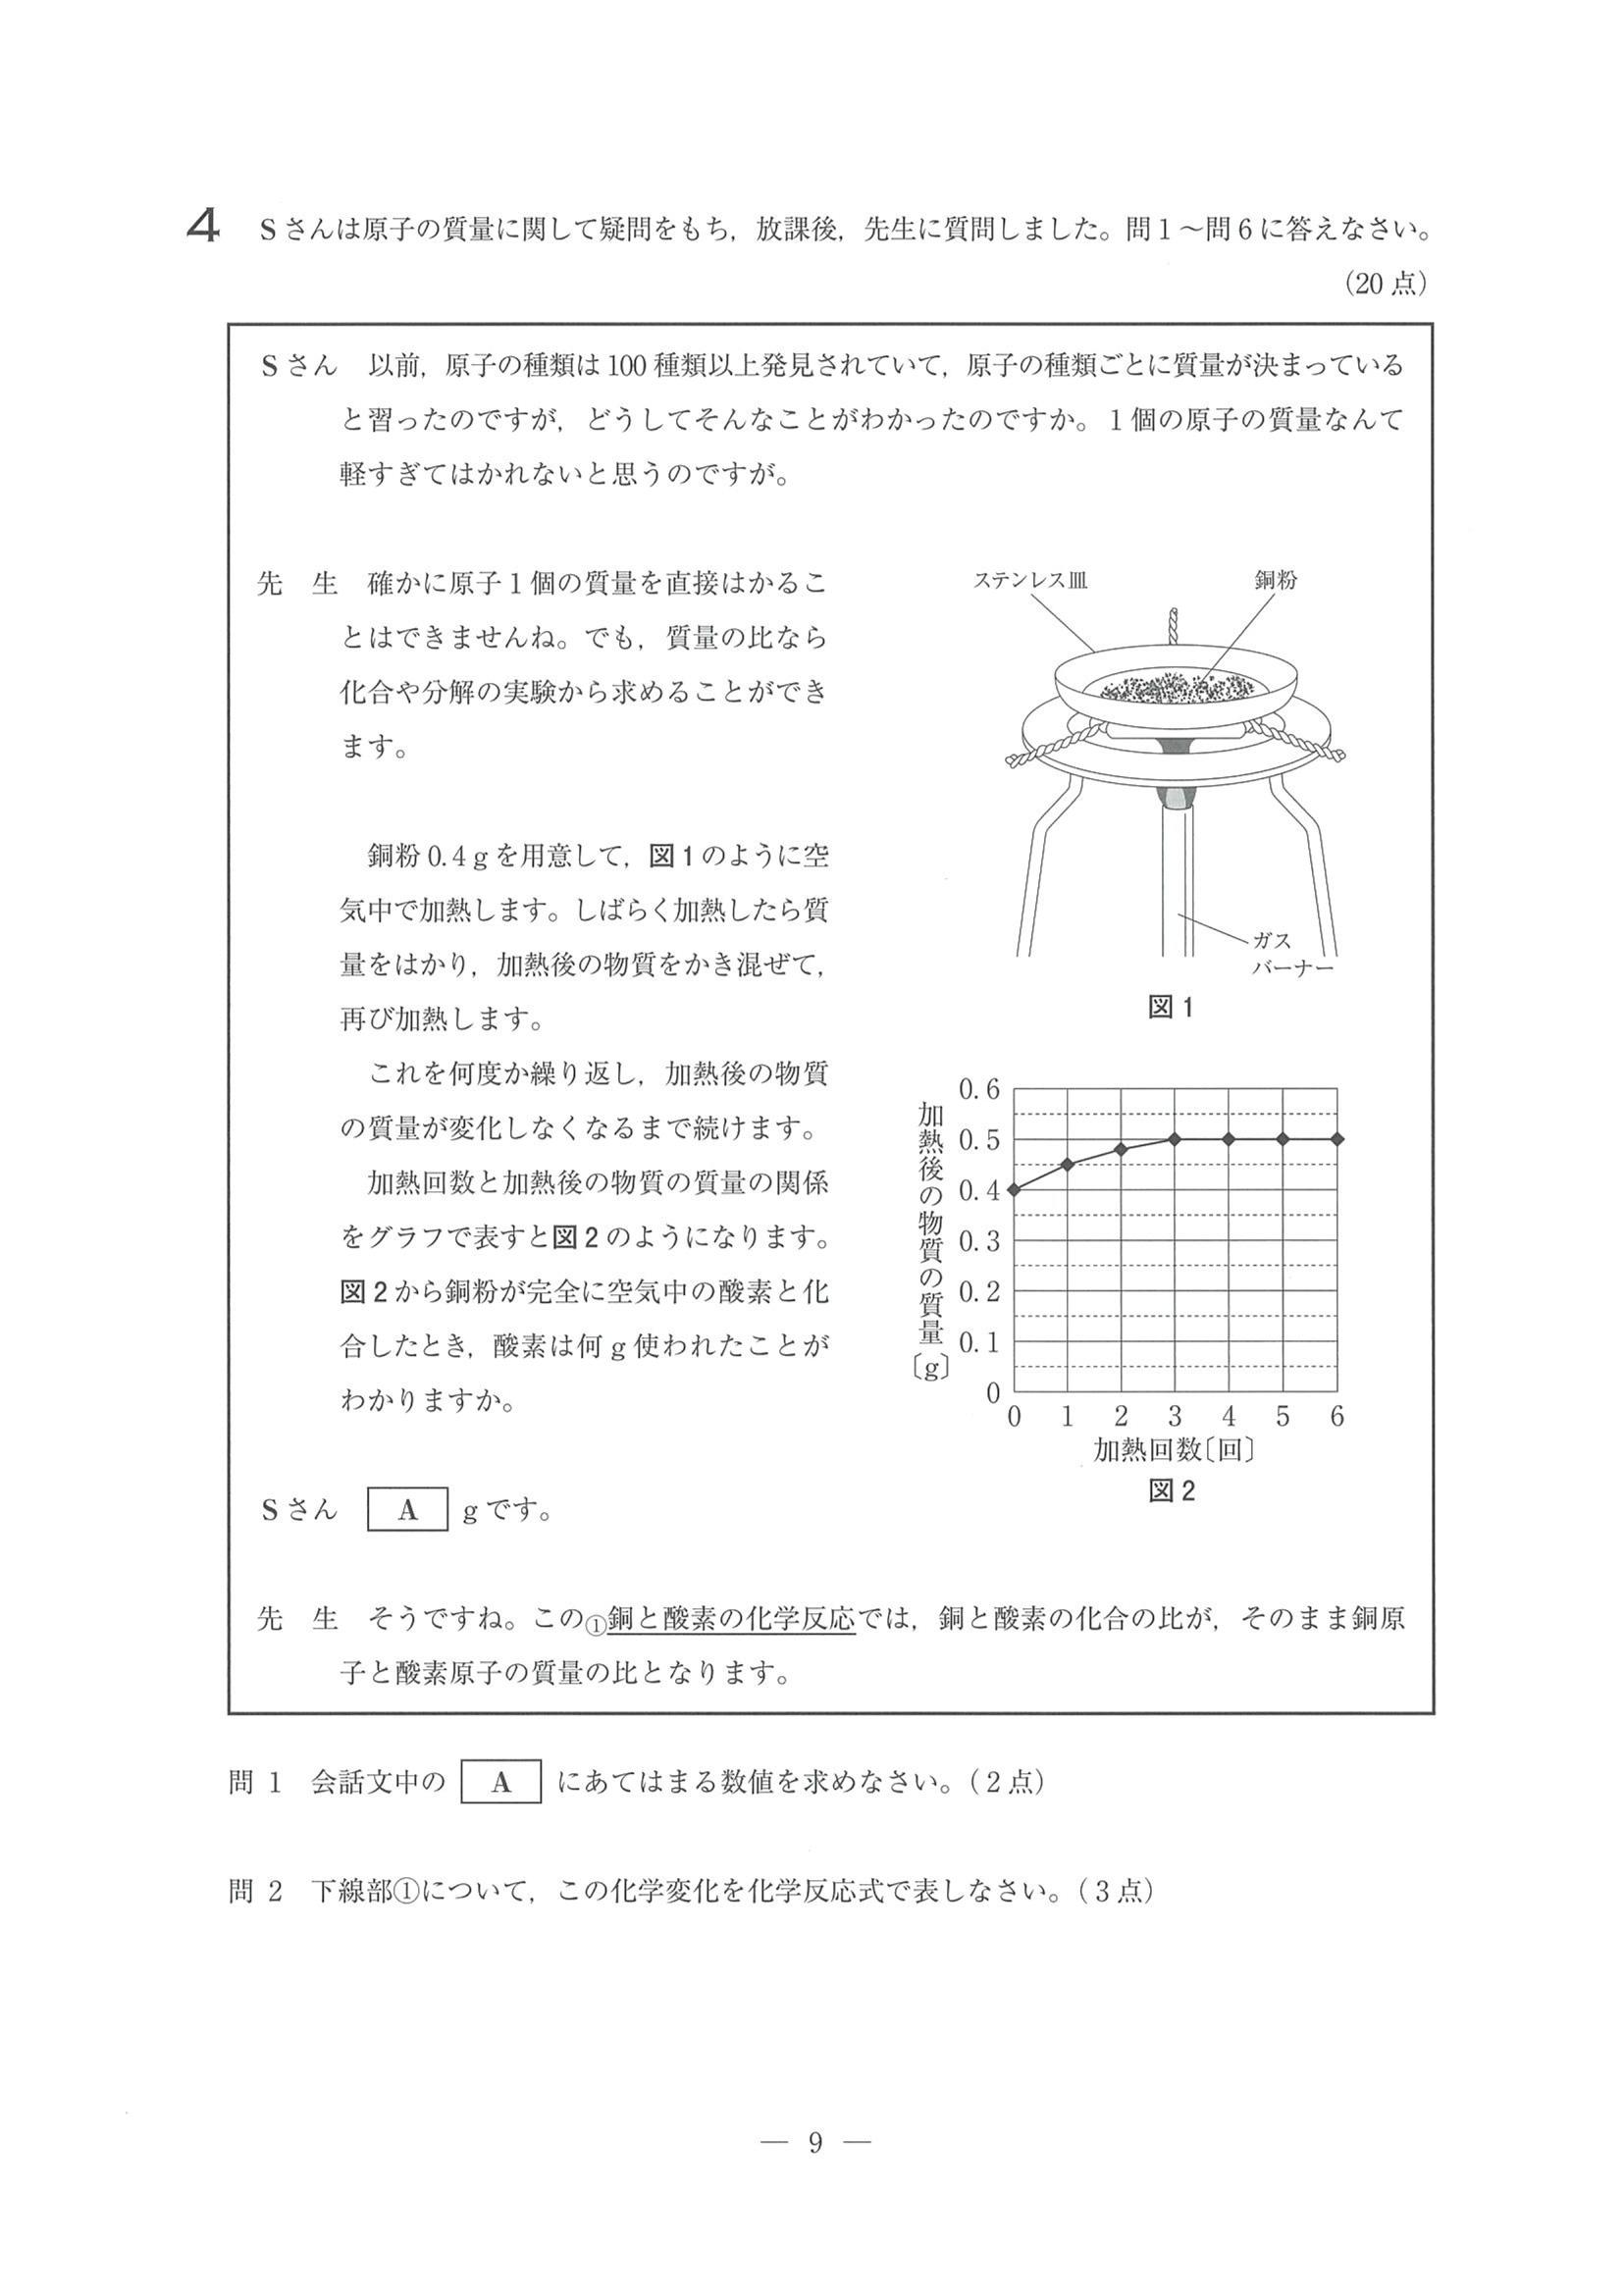 4 Sさんは原子の質量に関して疑問をもち，放課後，先生に質問しました。問1～問6に答えなさい。
（20点）
Sさん 以前，原子の種類は100種類以上発見されていて，原子の種類ごとに質量が決まっている
と習ったのですが，どうしてそんなことがわかったのですか。1個の原子の質量なんて
軽すぎてはかれないと思うのですが。
先 生 確かに原子1個の質量を直接はかるこ
とはできませんね。でも，質量の比なら
化合や分解の実験から求めることができ
ます。
銅粉0.4gを用意して，図1のように空
気中で加熱します。しばらく加熱したら質
量をはかり，加熱後の物質をかき混ぜて，
再び加熱します。
これを何度か繰り返し，加熱後の物質
の質量が変化しなくなるまで続けます。
加熱回数と加熱後の物質の質量の関係
をグラフで表すと図2のようになります。
図2から銅粉が完全に空気中の酸素と化
合したとき，酸素は何g使われたことが
わかりますか。
ステンレス皿
銅粉
ガス
バーナー
図1
加熱後の物質の質量〔g〕
0.6
0.5
0.4
0.3
0.2
0.1
0
0 1 2 3 4 5 6
加熱回数〔回〕
図2
Sさん A gです。
先 生 そうですね。この①銅と酸素の化学反応では，銅と酸素の化合の比が，そのまま銅原
子と酸素原子の質量の比となります。
問 1 会話文中の A にあてはまる数値を求めなさい。（2点）
問 2 下線部①について，この化学変化を化学反応式で表しなさい。（3点）
— 9 —